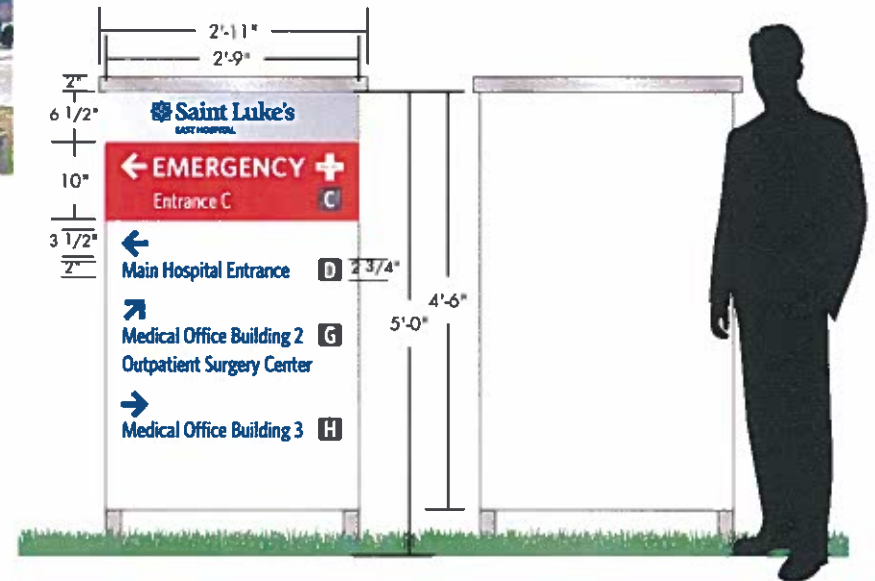 2'-11"
2'-9"
2"
6 1/2"
Saint Luke's
EAST HOSPITAL
10"
EMERGENCY
Entrance C C
3 1/2"
2"
Main Hospital Entrance D 2 3/4"
Medical Office Building 2 G
Outpatient Surgery Center
Medical Office Building 3 H
5'-0"
4'-6"